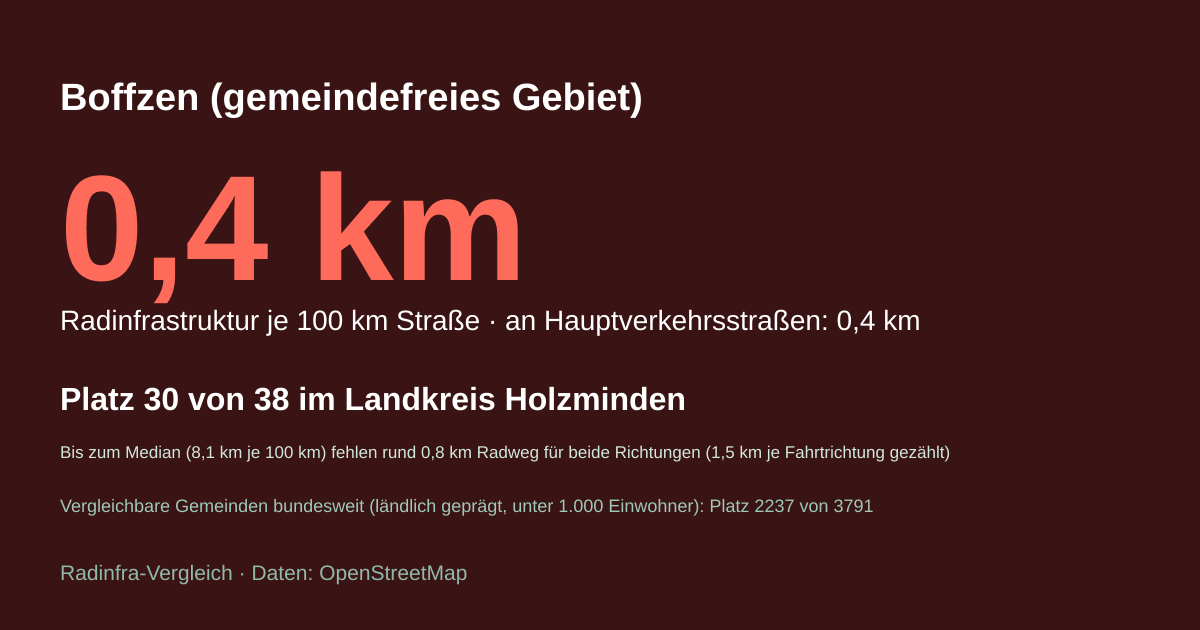 Boffzen (gemeindefreies Gebiet)
0,4 km
Radinfrastruktur je 100 km Straße · an Hauptverkehrsstraßen: 0,4 km
Platz 30 von 38 im Landkreis Holzminden
Bis zum Median (8,1 km je 100 km) fehlen rund 0,8 km Radweg für beide Richtungen (1,5 km je Fahrtrichtung gezählt)
Vergleichbare Gemeinden bundesweit (ländlich geprägt, unter 1.000 Einwohner): Platz 2237 von 3791
Radinfra-Vergleich · Daten: OpenStreetMap